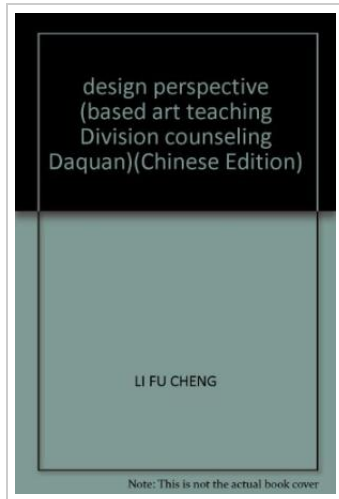 design perspective
(based art teaching
Division counseling
Daquan)(Chinese Edition)
LI FU CHENG
Note: This is not the actual book cover